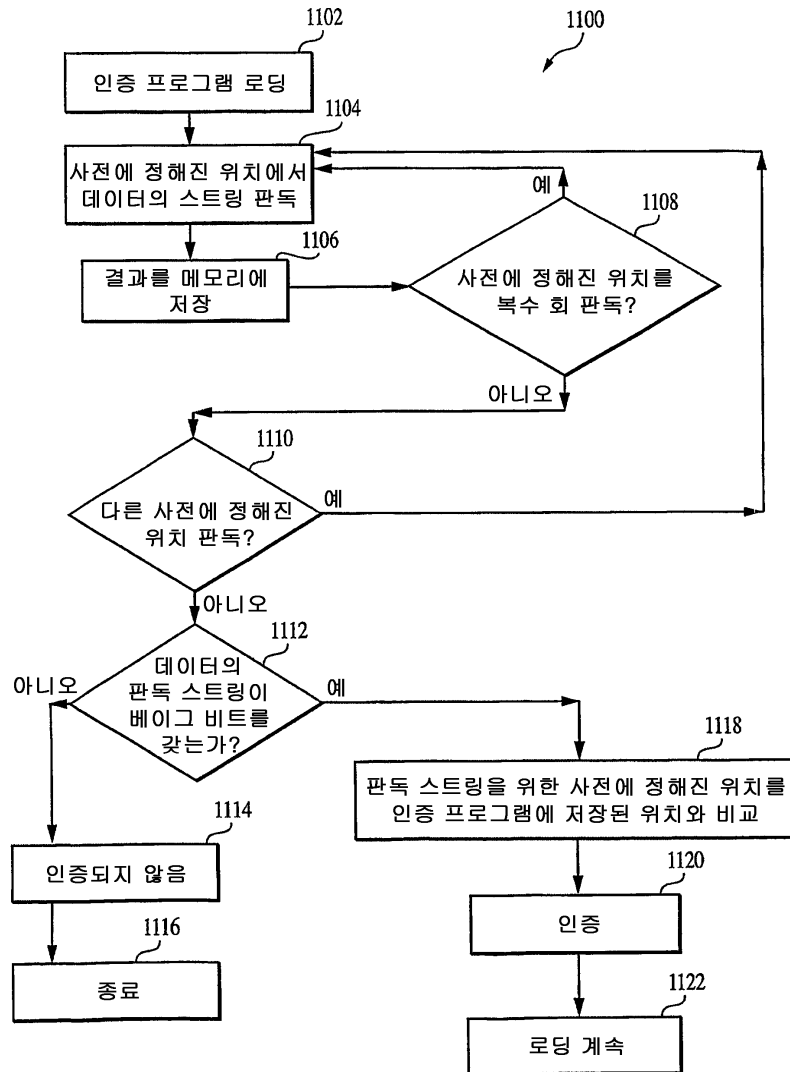 1102
1100
인증 프로그램 로딩
1104
사전에 정해진 위치에서
데이터의 스트링 판독
예
1108
1106
결과를 메모리에
저장
사전에 정해진 위치를
복수 회 판독?
아니오
1110
예
다른 사전에 정해진
위치 판독?
아니오
1112
아니오
데이터의
판독 스트링이
베이그 비트를
갖는가?
예
1118
판독 스트링을 위한 사전에 정해진 위치를
인증 프로그램에 저장된 위치와 비교
1114
인증되지 않음
1120
인증
1116
종료
1122
로딩 계속